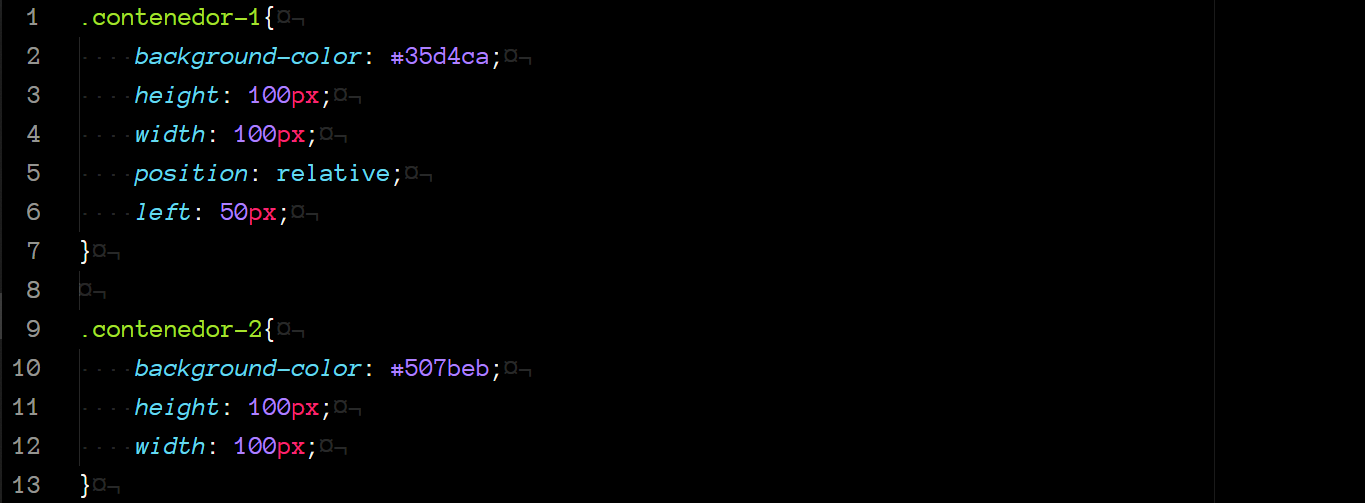 1 .contenedor-1{¤¬
2 ····background-color: #35d4ca;¤¬
3 ····height: 100px;¤¬
4 ····width: 100px;¤¬
5 ····position: relative;¤¬
6 ····left: 50px;¤¬
7 }¤¬
8 ¤¬
9 .contenedor-2{¤¬
10 ····background-color: #507beb;¤¬
11 ····height: 100px;¤¬
12 ····width: 100px;¤¬
13 }¤¬